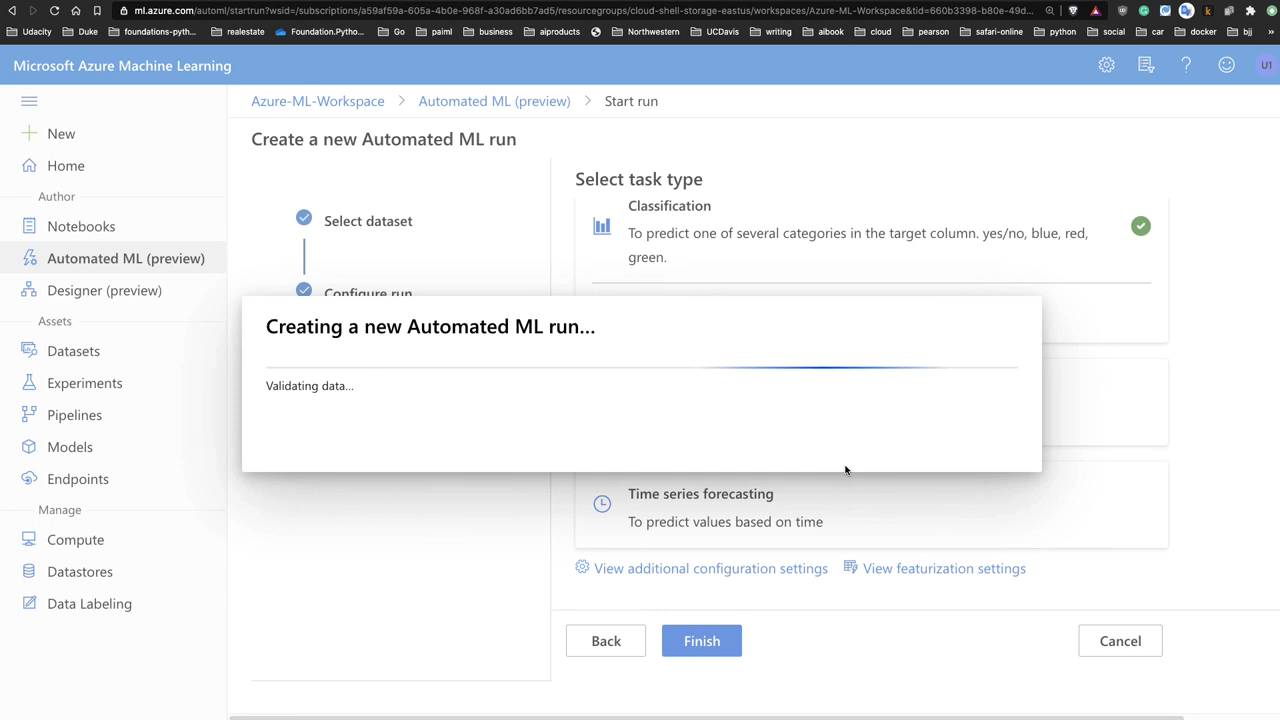 ml.azure.com/automl/startrun?wsid=/subscriptions/a59af59a-605a-4b0e-968f-a30ad6bb7ad5/resourcegroups/cloud-shell-storage-eastus/workspaces/Azure-ML-Workspace&tid=660b3398-b80e-49d...
Udacity Duke foundations-pyth... realestate Foundation.Pytho... Go paiml business aiproducts Northwestern UCDavis writing aibook cloud pearson safari-online python social car docker bjj »
Microsoft Azure Machine Learning
U1
New
Home
Author
Notebooks
Automated ML (preview)
Designer (preview)
Assets
Datasets
Experiments
Pipelines
Models
Endpoints
Manage
Compute
Datastores
Data Labeling
Azure-ML-Workspace > Automated ML (preview) > Start run
Create a new Automated ML run
Select dataset
Configure run
Select task type
Classification
To predict one of several categories in the target column. yes/no, blue, red,
green.
Creating a new Automated ML run...
Validating data...
Time series forecasting
To predict values based on time
View additional configuration settings View featurization settings
Back Finish Cancel